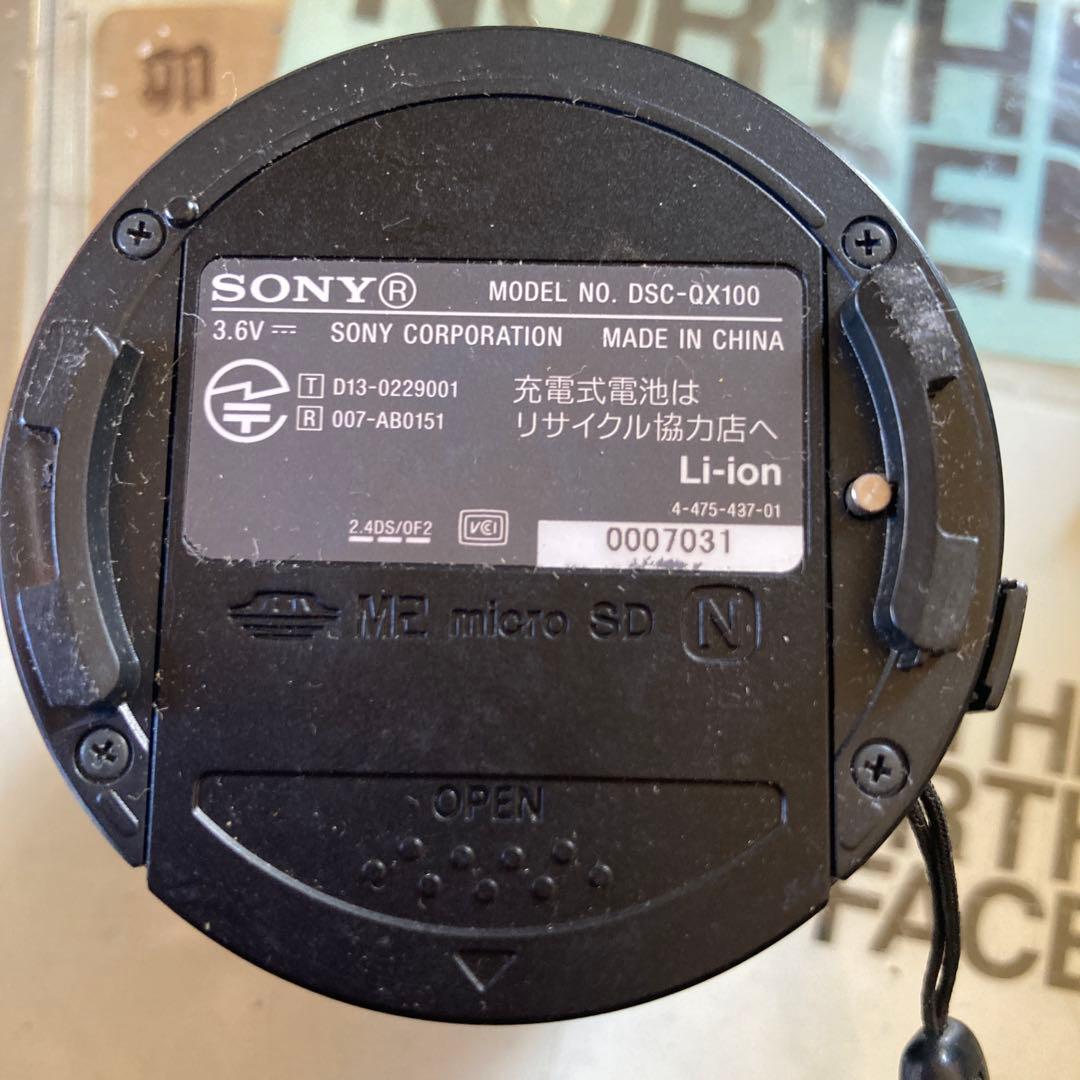 NORTH
SONY®
MODEL NO. DSC-QX100
3.6V SONY CORPORATION MADE IN CHINA
T D13-0229001
R 007-AB0151
充電式電池は
リサイクル協力店へ
Li-ion
4-475-437-01
2.4DS/OF2
VCI
0007031
micro SD
N
OPEN
FACE